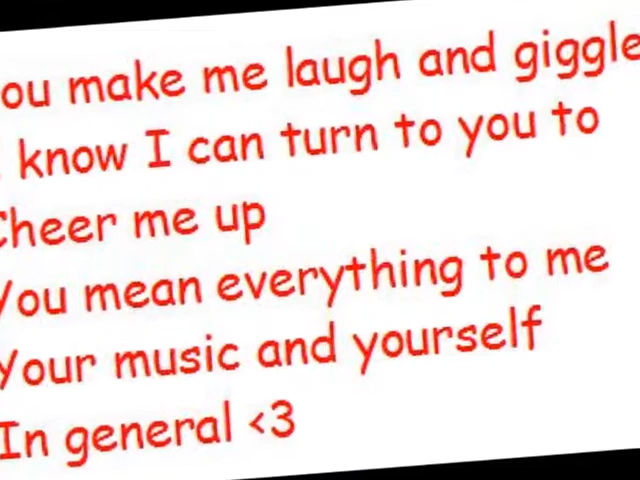 You make me laugh and giggle
I know I can turn to you to
Cheer me up
You mean everything to me
Your music and yourself
In general <3